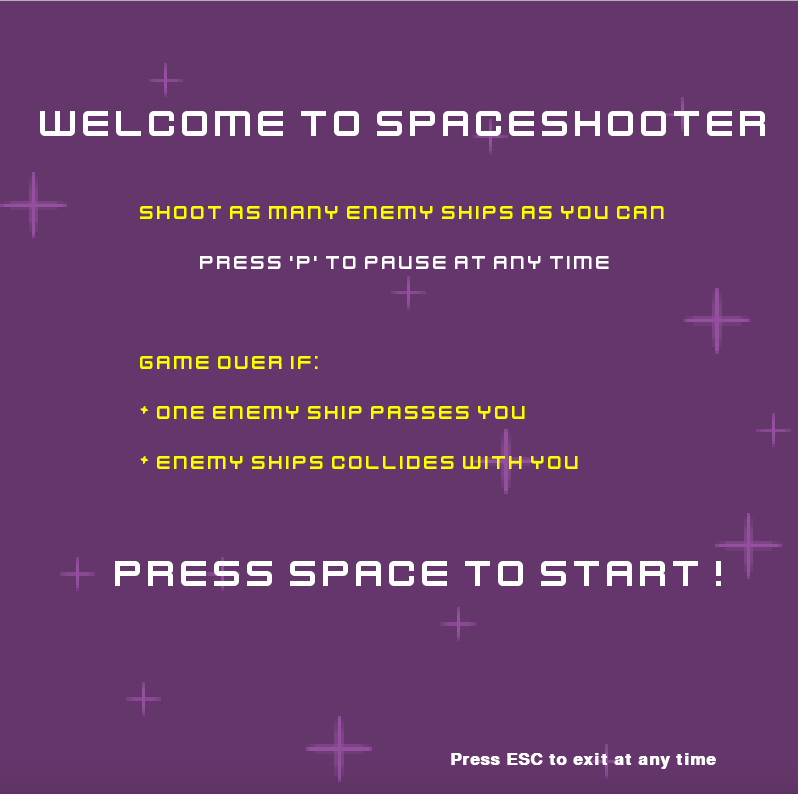 WELCOME TO SPACESHOOTER
SHOOT AS MANY ENEMY SHIPS AS YOU CAN
PRESS 'P' TO PAUSE AT ANY TIME
GAME OVER IF:
* ONE ENEMY SHIP PASSES YOU
* ENEMY SHIPS COLLIDES WITH YOU
PRESS SPACE TO START !
Press ESC to exit at any time